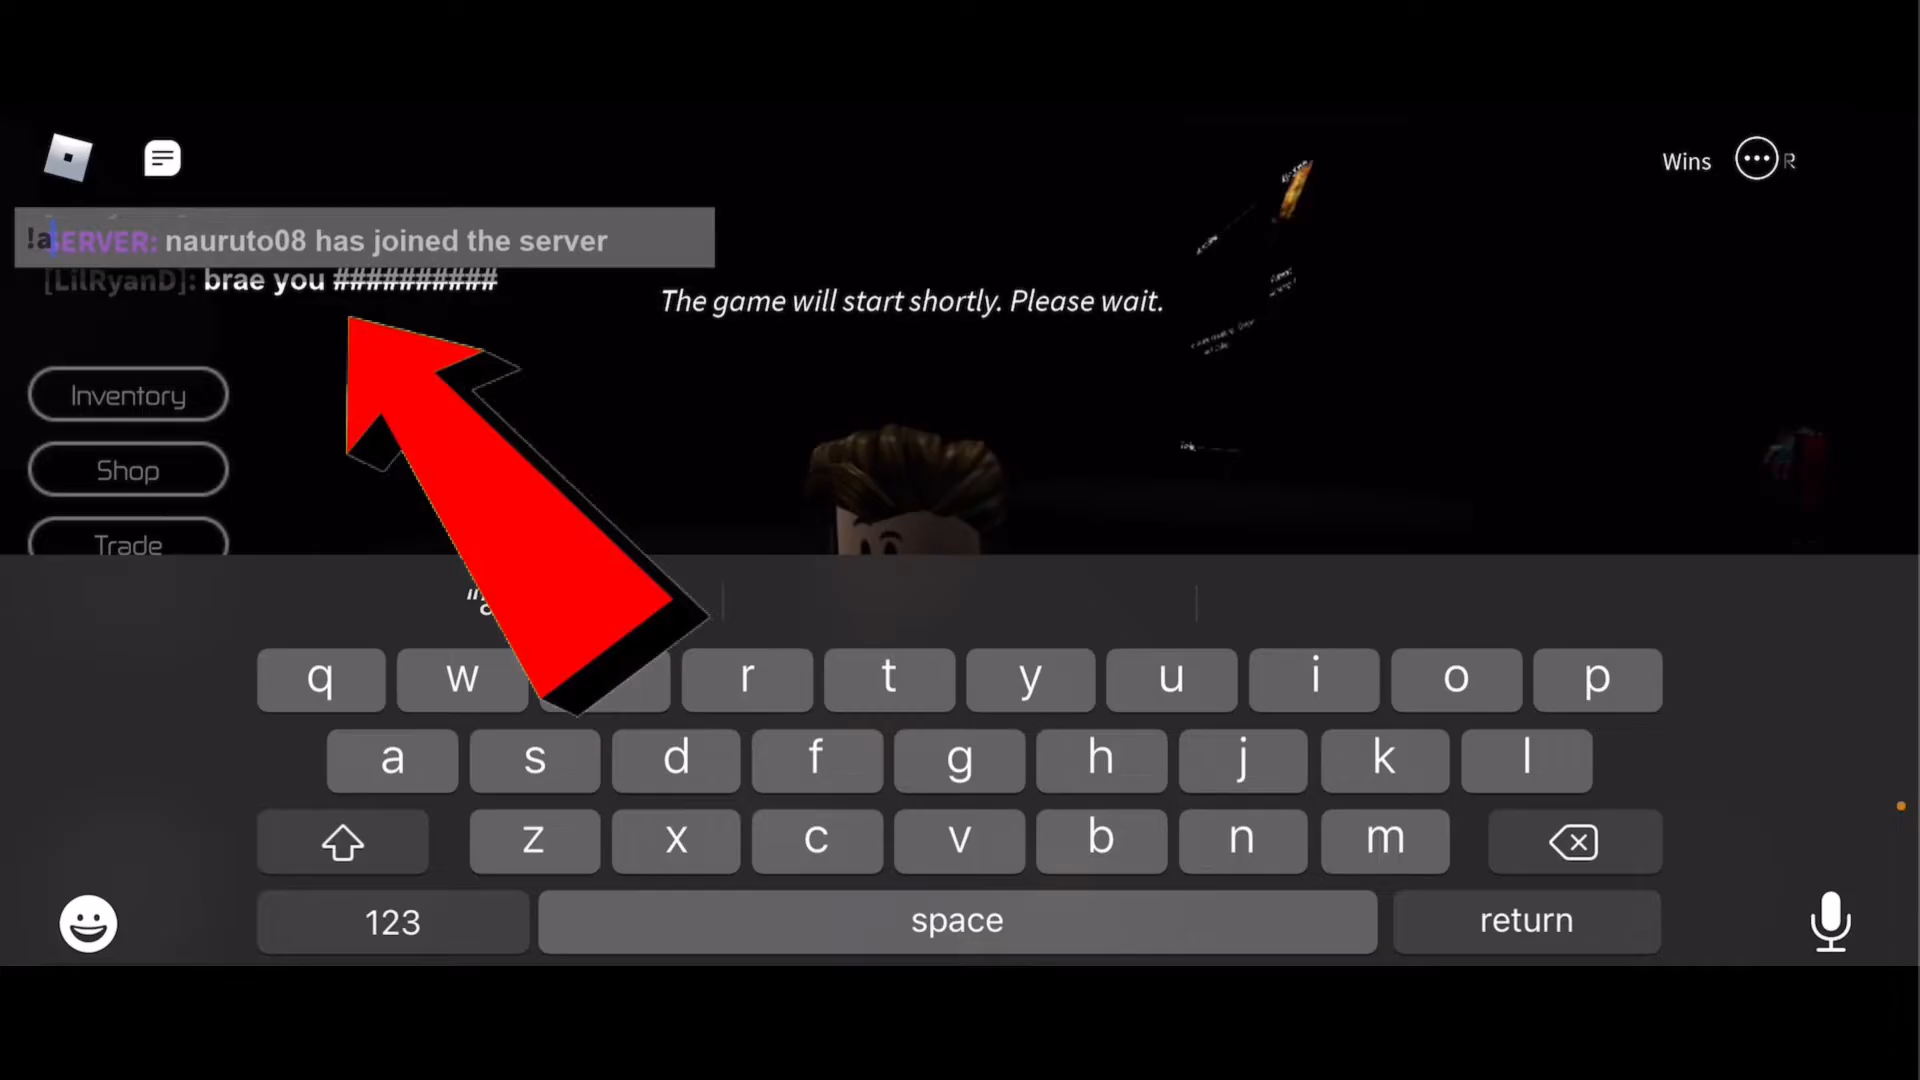 Wins
R
!a
SERVER: nauruto08 has joined the server
[LilRyanD]: brae you ##########
The game will start shortly. Please wait.
Inventory
Shop
Trade
q w r t y u i o p
a s d f g h j k l
z x c v b n m
123 space return